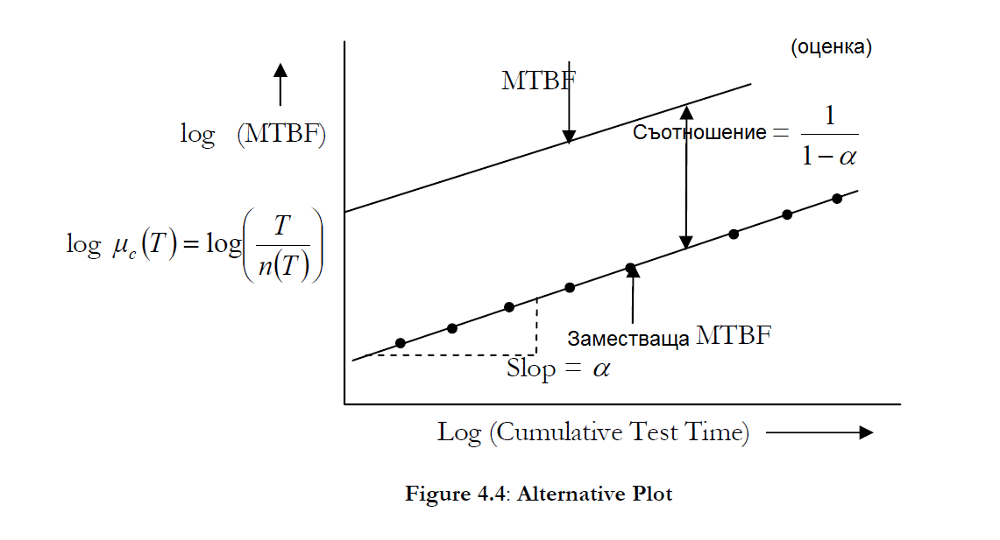 (оценка)
MTBF
log (MTBF)
Съотношение = 1/(1 − α)
log μc(T) = log(T/n(T))
Заместваща MTBF
Slop = α
Log (Cumulative Test Time)
Figure 4.4: Alternative Plot